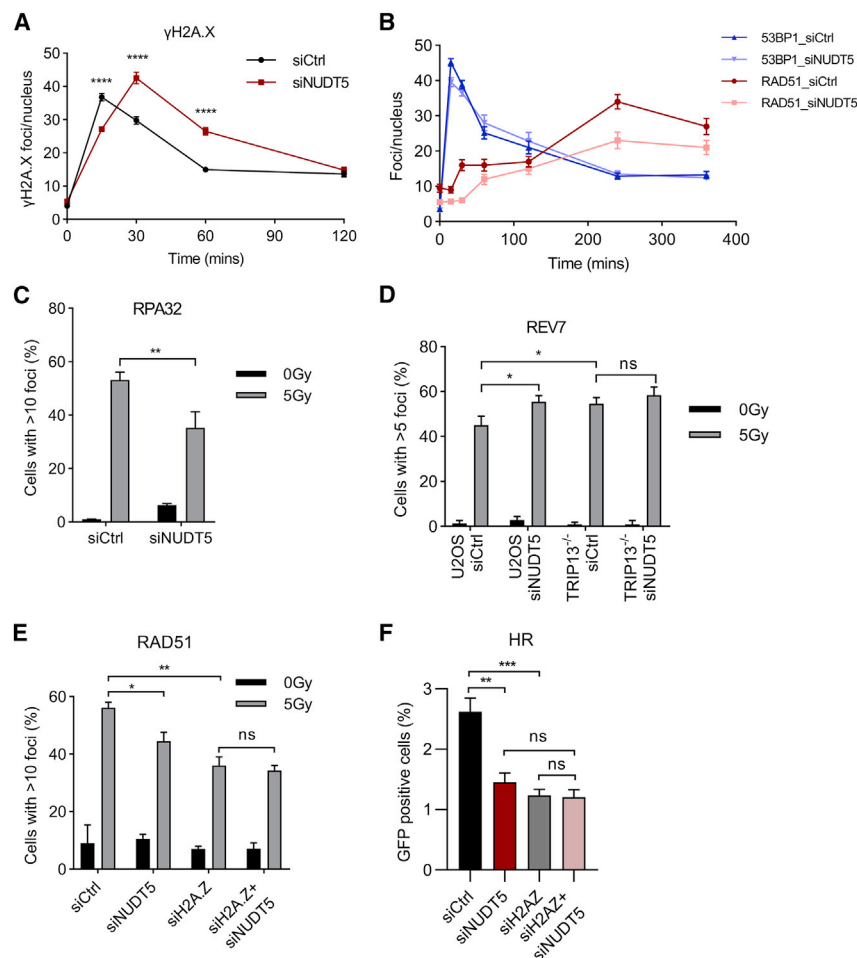 A
γH2A.X
γH2A.X foci/nucleus
50
40
30
20
10
0
0
30
60
90
120
Time (mins)
****
****
****
siCtrl
siNUDT5
B
Foci/nucleus
50
40
30
20
10
0
0
100
200
300
400
Time (mins)
53BP1_siCtrl
53BP1_siNUDT5
RAD51_siCtrl
RAD51_siNUDT5
C
RPA32
Cells with >10 foci (%)
80
60
40
20
0
**
siCtrl
siNUDT5
0Gy
5Gy
D
REV7
Cells with >5 foci (%)
80
60
40
20
0
*
*
ns
U2OS
siCtrl
U2OS
siNUDT5
TRIP13-/-
siCtrl
TRIP13-/-
siNUDT5
0Gy
5Gy
E
RAD51
Cells with >10 foci (%)
80
60
40
20
0
**
*
ns
siCtrl
siNUDT5
siH2A.Z
siH2A.Z+
siNUDT5
0Gy
5Gy
F
HR
GFP positive cells (%)
3
2
1
0
***
**
ns
ns
siCtrl
siNUDT5
siH2AZ
siH2AZ+
siNUDT5